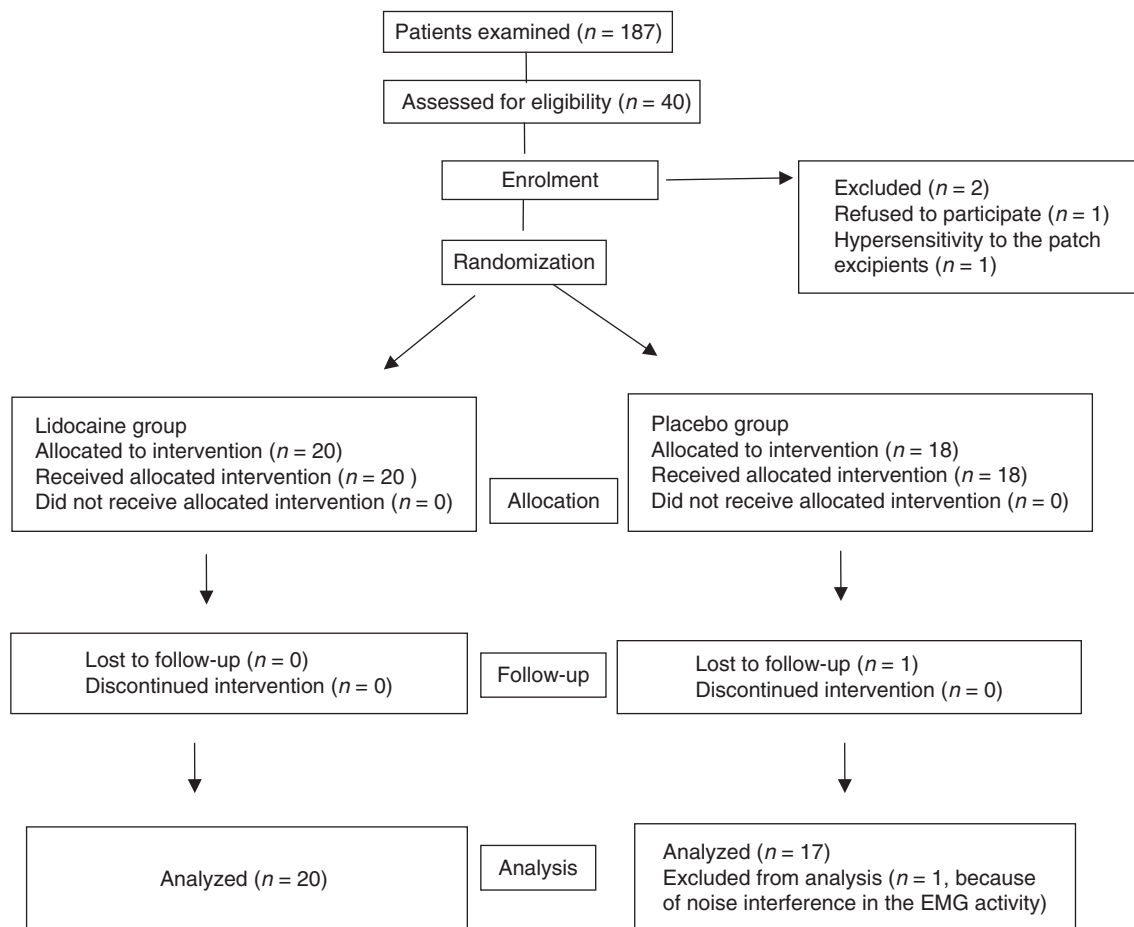 Patients examined (n = 187)
Assessed for eligibility (n = 40)
Enrolment
Excluded (n = 2)
Refused to participate (n = 1)
Hypersensitivity to the patch
excipients (n = 1)
Randomization
Lidocaine group
Allocated to intervention (n = 20)
Received allocated intervention (n = 20 )
Did not receive allocated intervention (n = 0)
Allocation
Placebo group
Allocated to intervention (n = 18)
Received allocated intervention (n = 18)
Did not receive allocated intervention (n = 0)
Lost to follow-up (n = 0)
Discontinued intervention (n = 0)
Follow-up
Lost to follow-up (n = 1)
Discontinued intervention (n = 0)
Analyzed (n = 20)
Analysis
Analyzed (n = 17)
Excluded from analysis (n = 1, because
of noise interference in the EMG activity)